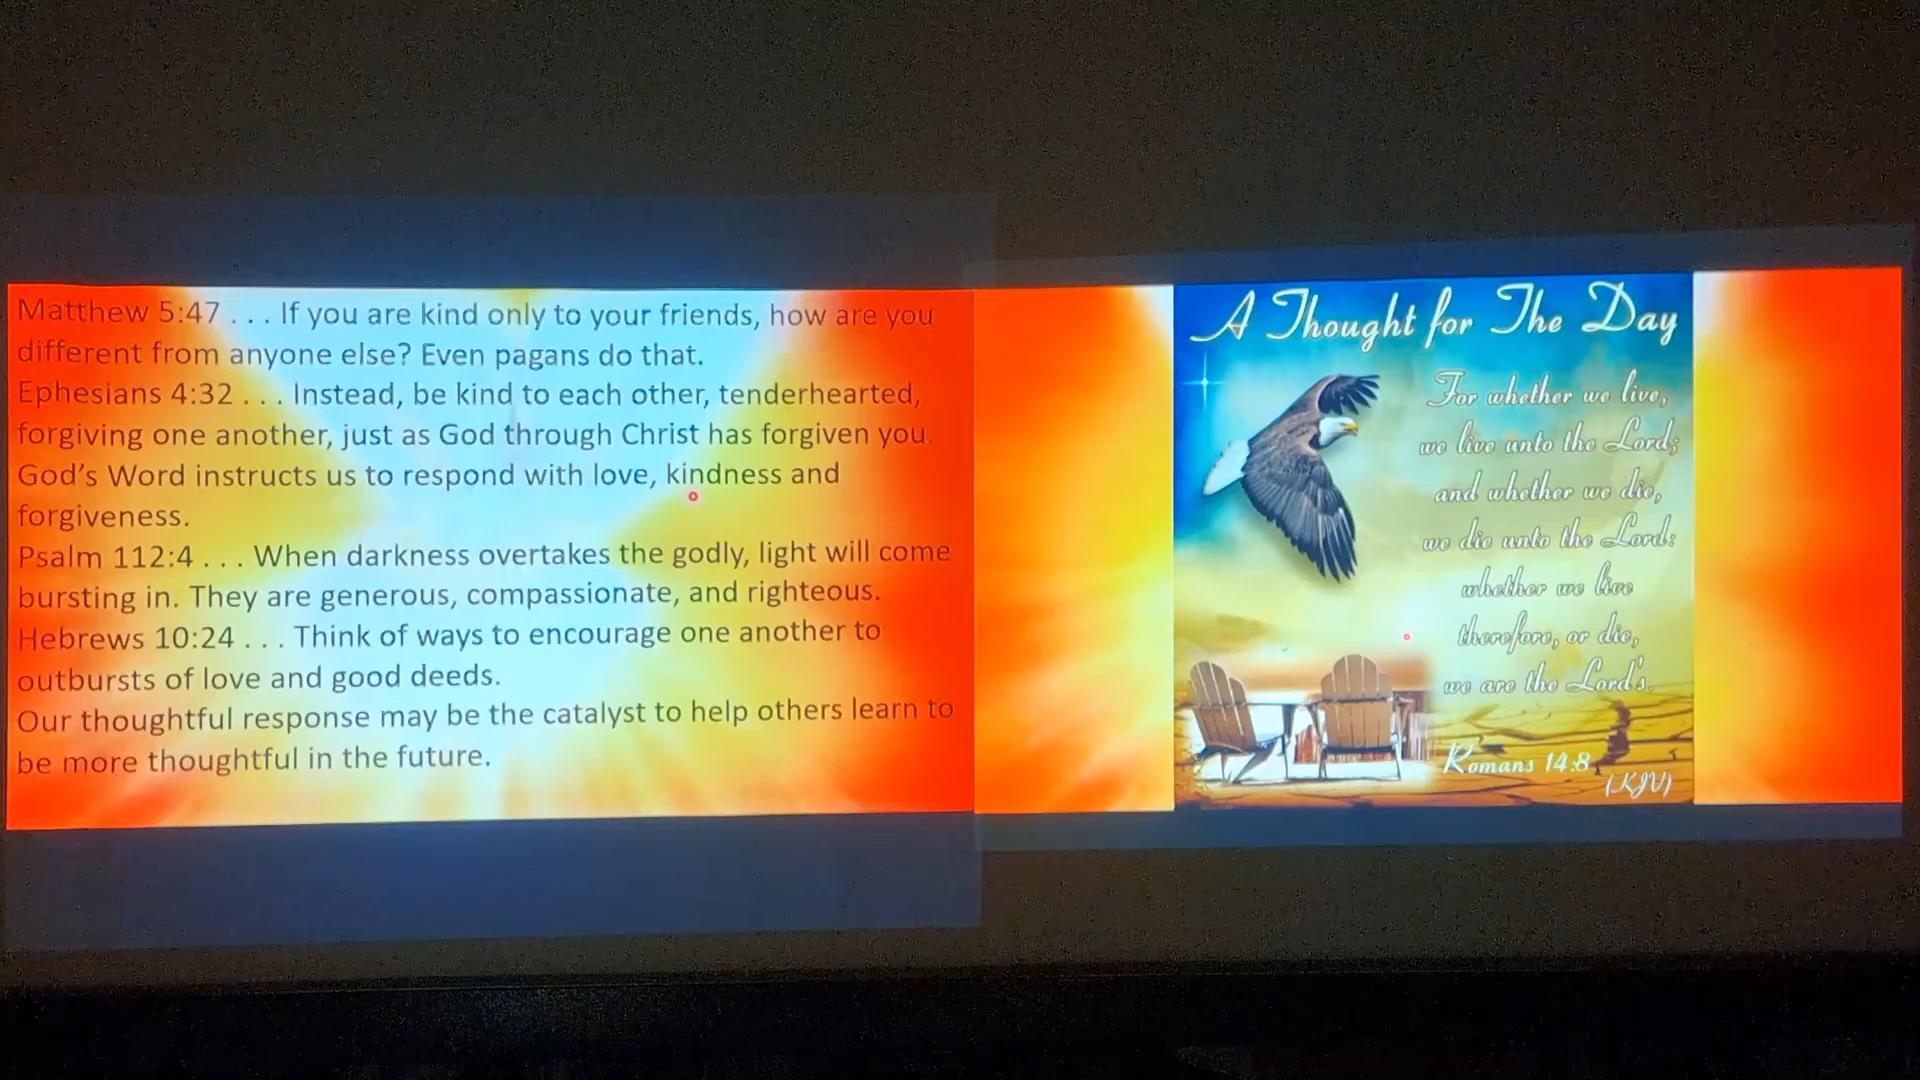 Matthew 5:47 . . . If you are kind only to your friends, how are you
different from anyone else? Even pagans do that.
Ephesians 4:32 . . . Instead, be kind to each other, tenderhearted,
forgiving one another, just as God through Christ has forgiven you.
God’s Word instructs us to respond with love, kindness and
forgiveness.
Psalm 112:4 . . . When darkness overtakes the godly, light will come
bursting in. They are generous, compassionate, and righteous.
Hebrews 10:24 . . . Think of ways to encourage one another to
outbursts of love and good deeds.
Our thoughtful response may be the catalyst to help others learn to
be more thoughtful in the future.
A Thought for The Day
For whether we live,
we live unto the Lord;
and whether we die,
we die unto the Lord:
whether we live
therefore, or die,
we are the Lord's.
Romans 14:8
(KJV)